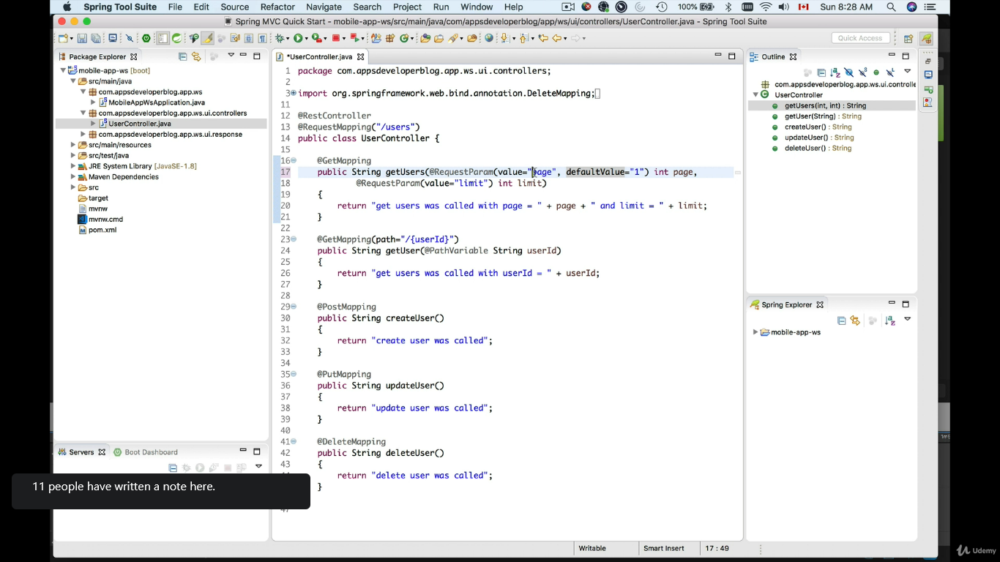 Spring Tool Suite File Edit Source Refactor Navigate Search Project Run Window Help 100% Sun 8:28 AM
Spring MVC Quick Start - mobile-app-ws/src/main/java/com/appsdeveloperblog/app/ws/ui/controllers/UserController.java - Spring Tool Suite
Quick Access
Package Explorer
mobile-app-ws [boot]
src/main/java
com.appsdeveloperblog.app.ws
MobileAppWsApplication.java
com.appsdeveloperblog.app.ws.ui.controllers
UserController.java
com.appsdeveloperblog.app.ws.ui.response
src/main/resources
src/test/java
JRE System Library [JavaSE-1.8]
Maven Dependencies
src
target
mvnw
mvnw.cmd
pom.xml
Servers Boot Dashboard
*UserController.java
1 package com.appsdeveloperblog.app.ws.ui.controllers;
2
3 import org.springframework.web.bind.annotation.DeleteMapping;
11
12 @RestController
13 @RequestMapping("/users")
14 public class UserController {
15
16 @GetMapping
17 public String getUsers(@RequestParam(value="page", defaultValue="1") int page,
18 @RequestParam(value="limit") int limit)
19 {
20 return "get users was called with page = " + page + " and limit = " + limit;
21 }
22
23 @GetMapping(path="/{userId}")
24 public String getUser(@PathVariable String userId)
25 {
26 return "get users was called with userId = " + userId;
27 }
28
29 @PostMapping
30 public String createUser()
31 {
32 return "create user was called";
33 }
34
35 @PutMapping
36 public String updateUser()
37 {
38 return "update user was called";
39 }
40
41 @DeleteMapping
42 public String deleteUser()
43 {
return "delete user was called";
}
Outline
com.appsdeveloperblog.app.ws.ui.controlle
UserController
getUsers(int, int) : String
getUser(String) : String
createUser() : String
updateUser() : String
deleteUser() : String
Spring Explorer
mobile-app-ws
11 people have written a note here.
Writable Smart Insert 17 : 49
Udemy